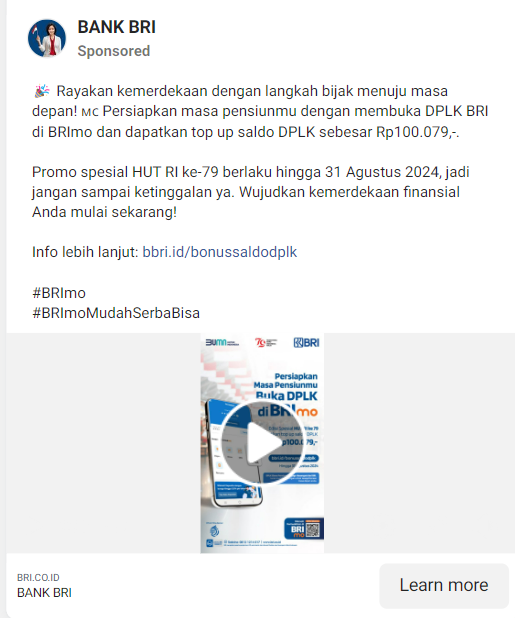 BANK BRI
Sponsored
🎉 Rayakan kemerdekaan dengan langkah bijak menuju masa
depan! ᴍᴄ Persiapkan masa pensiunmu dengan membuka DPLK BRI
di BRImo dan dapatkan top up saldo DPLK sebesar Rp100.079,-.
Promo spesial HUT RI ke-79 berlaku hingga 31 Agustus 2024, jadi
jangan sampai ketinggalan ya. Wujudkan kemerdekaan finansial
Anda mulai sekarang!
Info lebih lanjut: bbri.id/bonussaldodplk
#BRImo
#BRImoMudahSerbaBisa
BUMN
BRI
Persiapkan
Masa Pensiunmu
Buka DPLK
di BRImo
100.079,-
BRI
mo
BRI.CO.ID
BANK BRI
Learn more